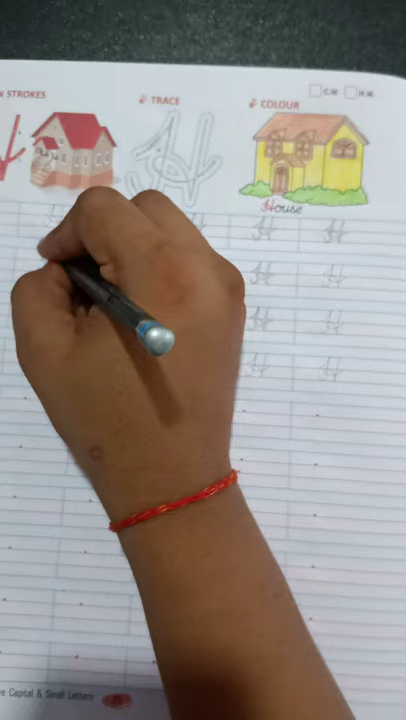 N STROKES
TRACE
COLOUR
C.W. H.W.
H
House
H H
H H
H H
H H
e Capital & Small Letters